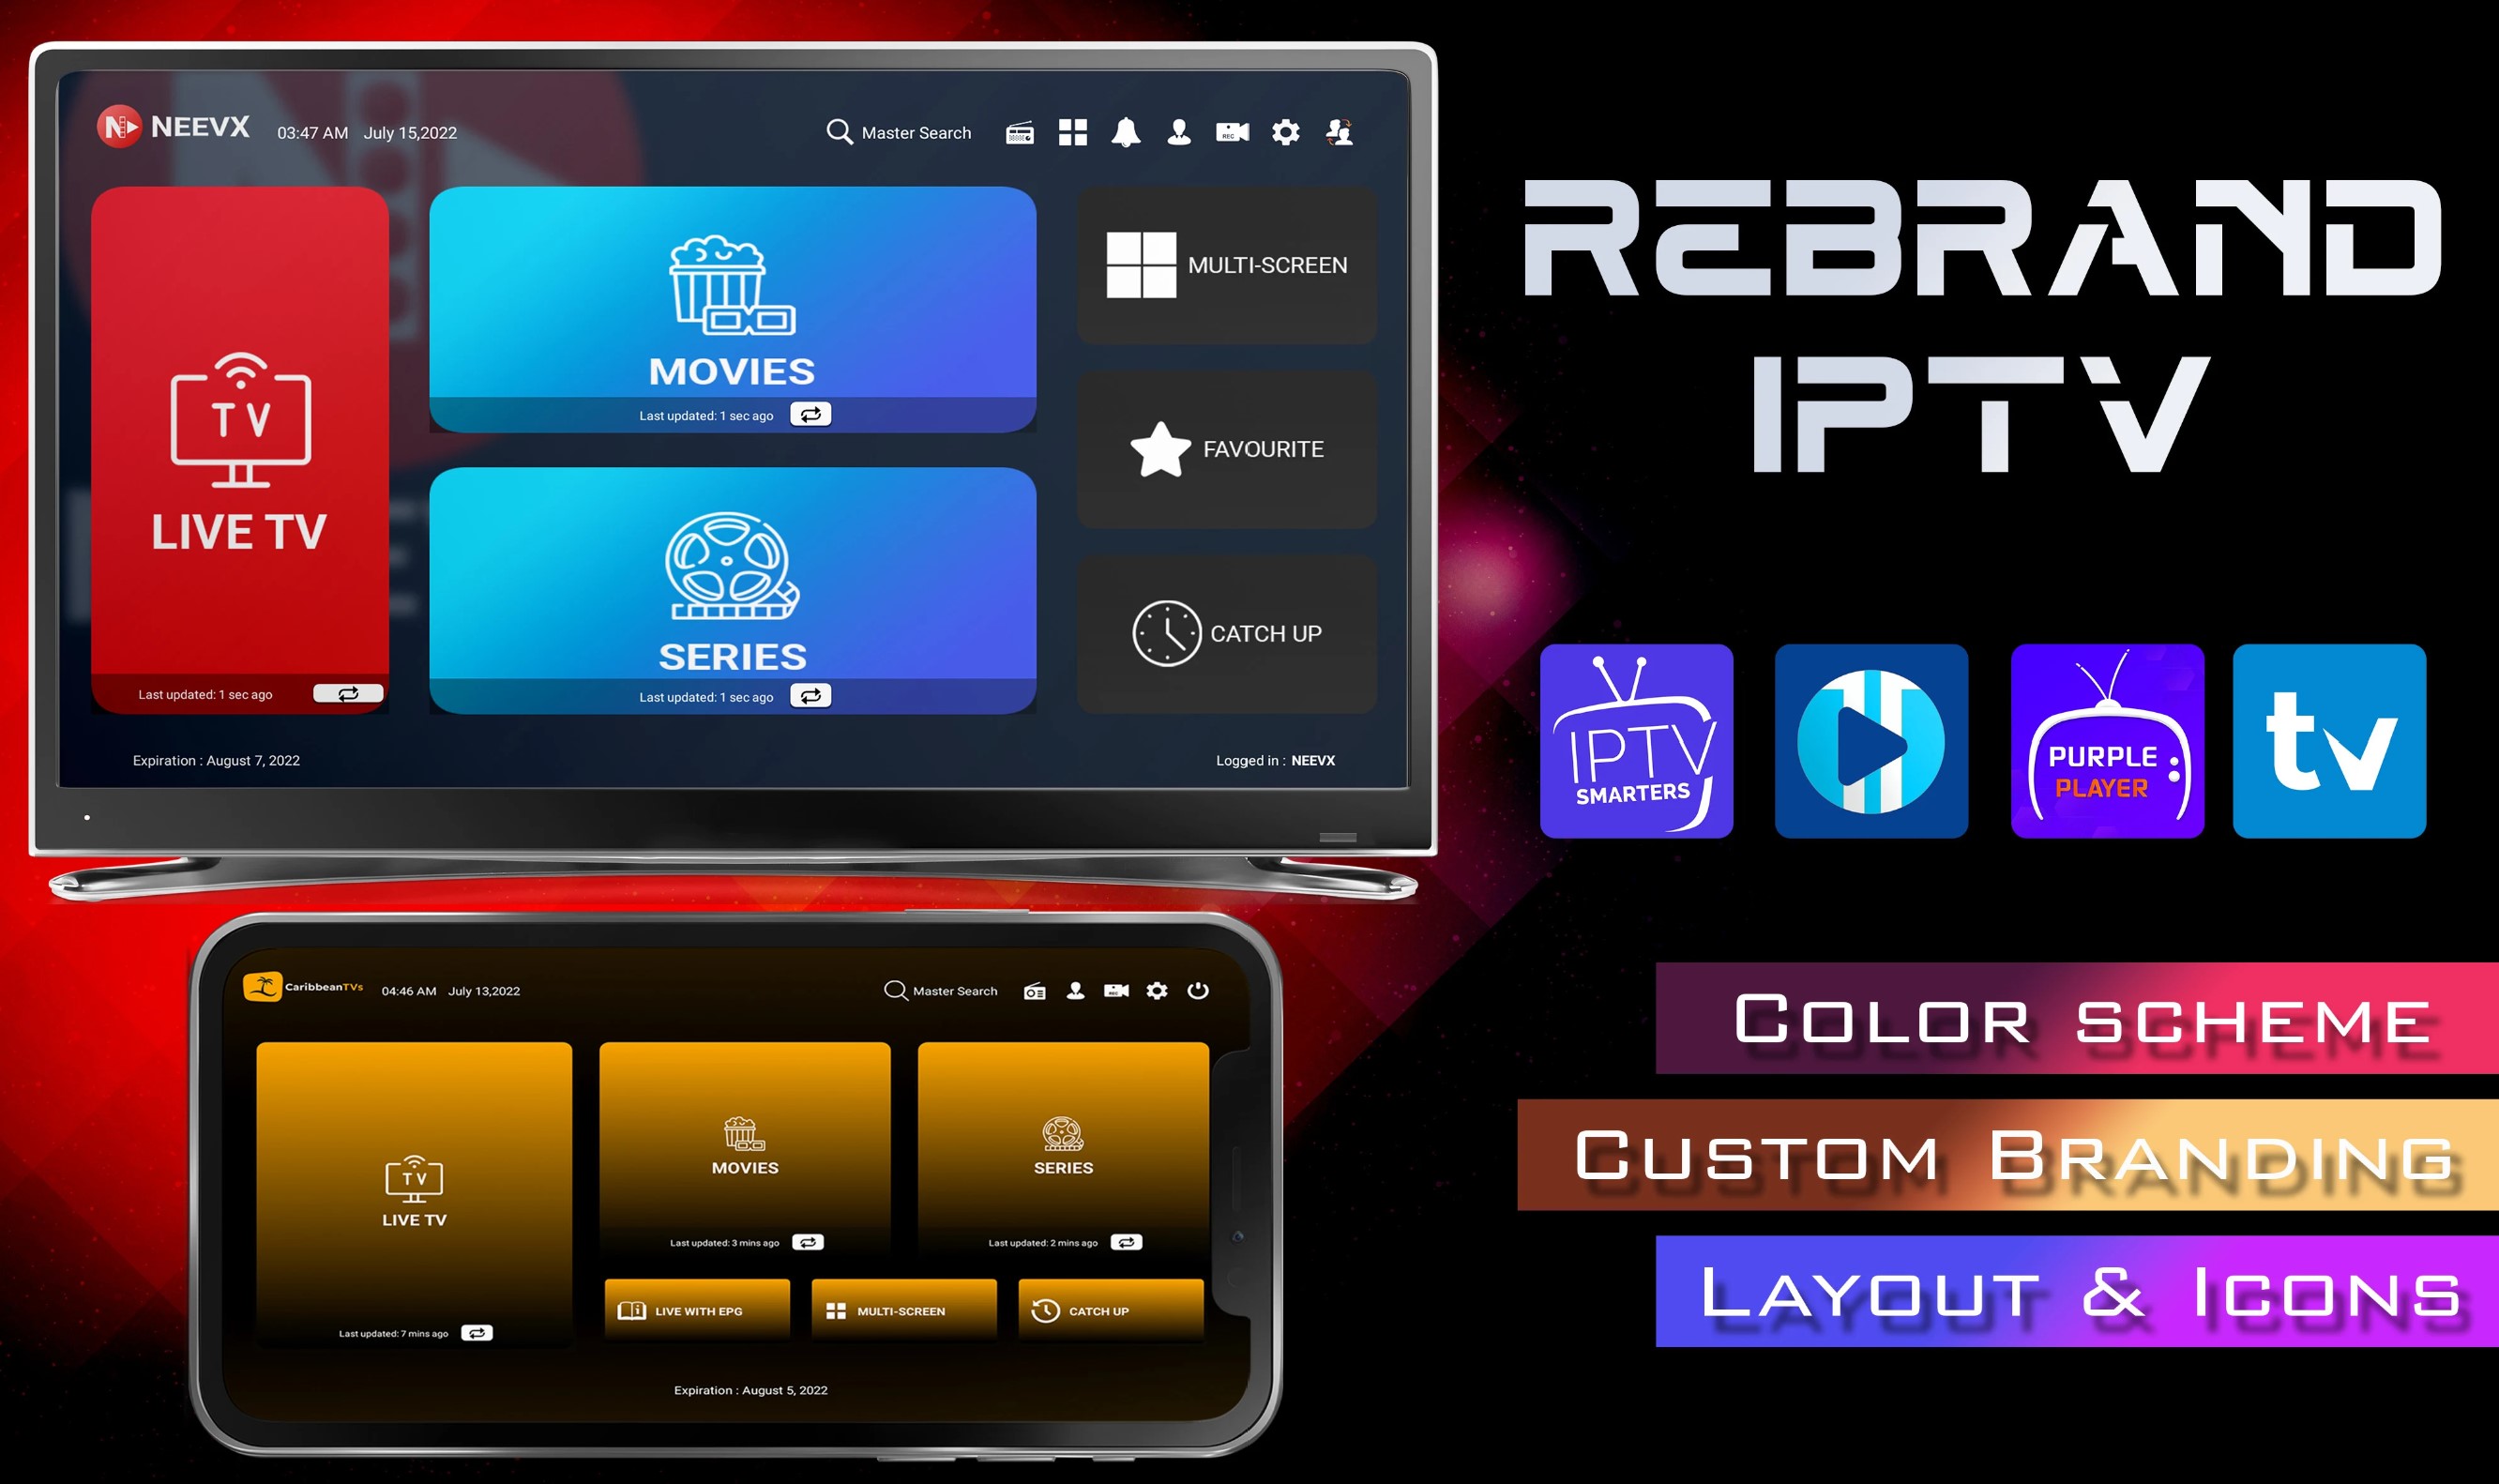 NEEVX 03:47 AM July 15,2022 Master Search REC
TV
LIVE TV
Last updated: 1 sec ago
MOVIES
Last updated: 1 sec ago
SERIES
Last updated: 1 sec ago
MULTI-SCREEN
FAVOURITE
CATCH UP
Expiration : August 7, 2022
Logged in : NEEVX
REBRAND
IPTV
IPTV
SMARTERS
PURPLE
PLAYER
tv
CaribbeanTVs 04:46 AM July 13,2022 Master Search REC
TV
LIVE TV
Last updated: 7 mins ago
MOVIES
Last updated: 3 mins ago
SERIES
Last updated: 2 mins ago
LIVE WITH EPG
MULTI-SCREEN
CATCH UP
Expiration : August 5, 2022
COLOR SCHEME
CUSTOM BRANDING
LAYOUT & ICONS